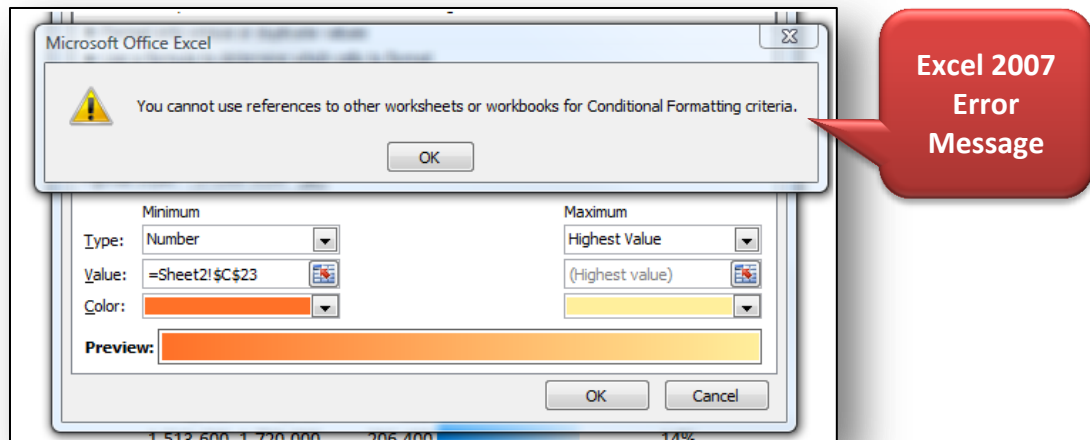 Microsoft Office Excel
You cannot use references to other worksheets or workbooks for Conditional Formatting criteria.
OK
Excel 2007
Error
Message
Minimum Maximum
Type: Number Highest Value
Value: =Sheet2!$C$23 (Highest value)
Color:
Preview:
OK Cancel
1,513,600 1,720,000 206,400 14%